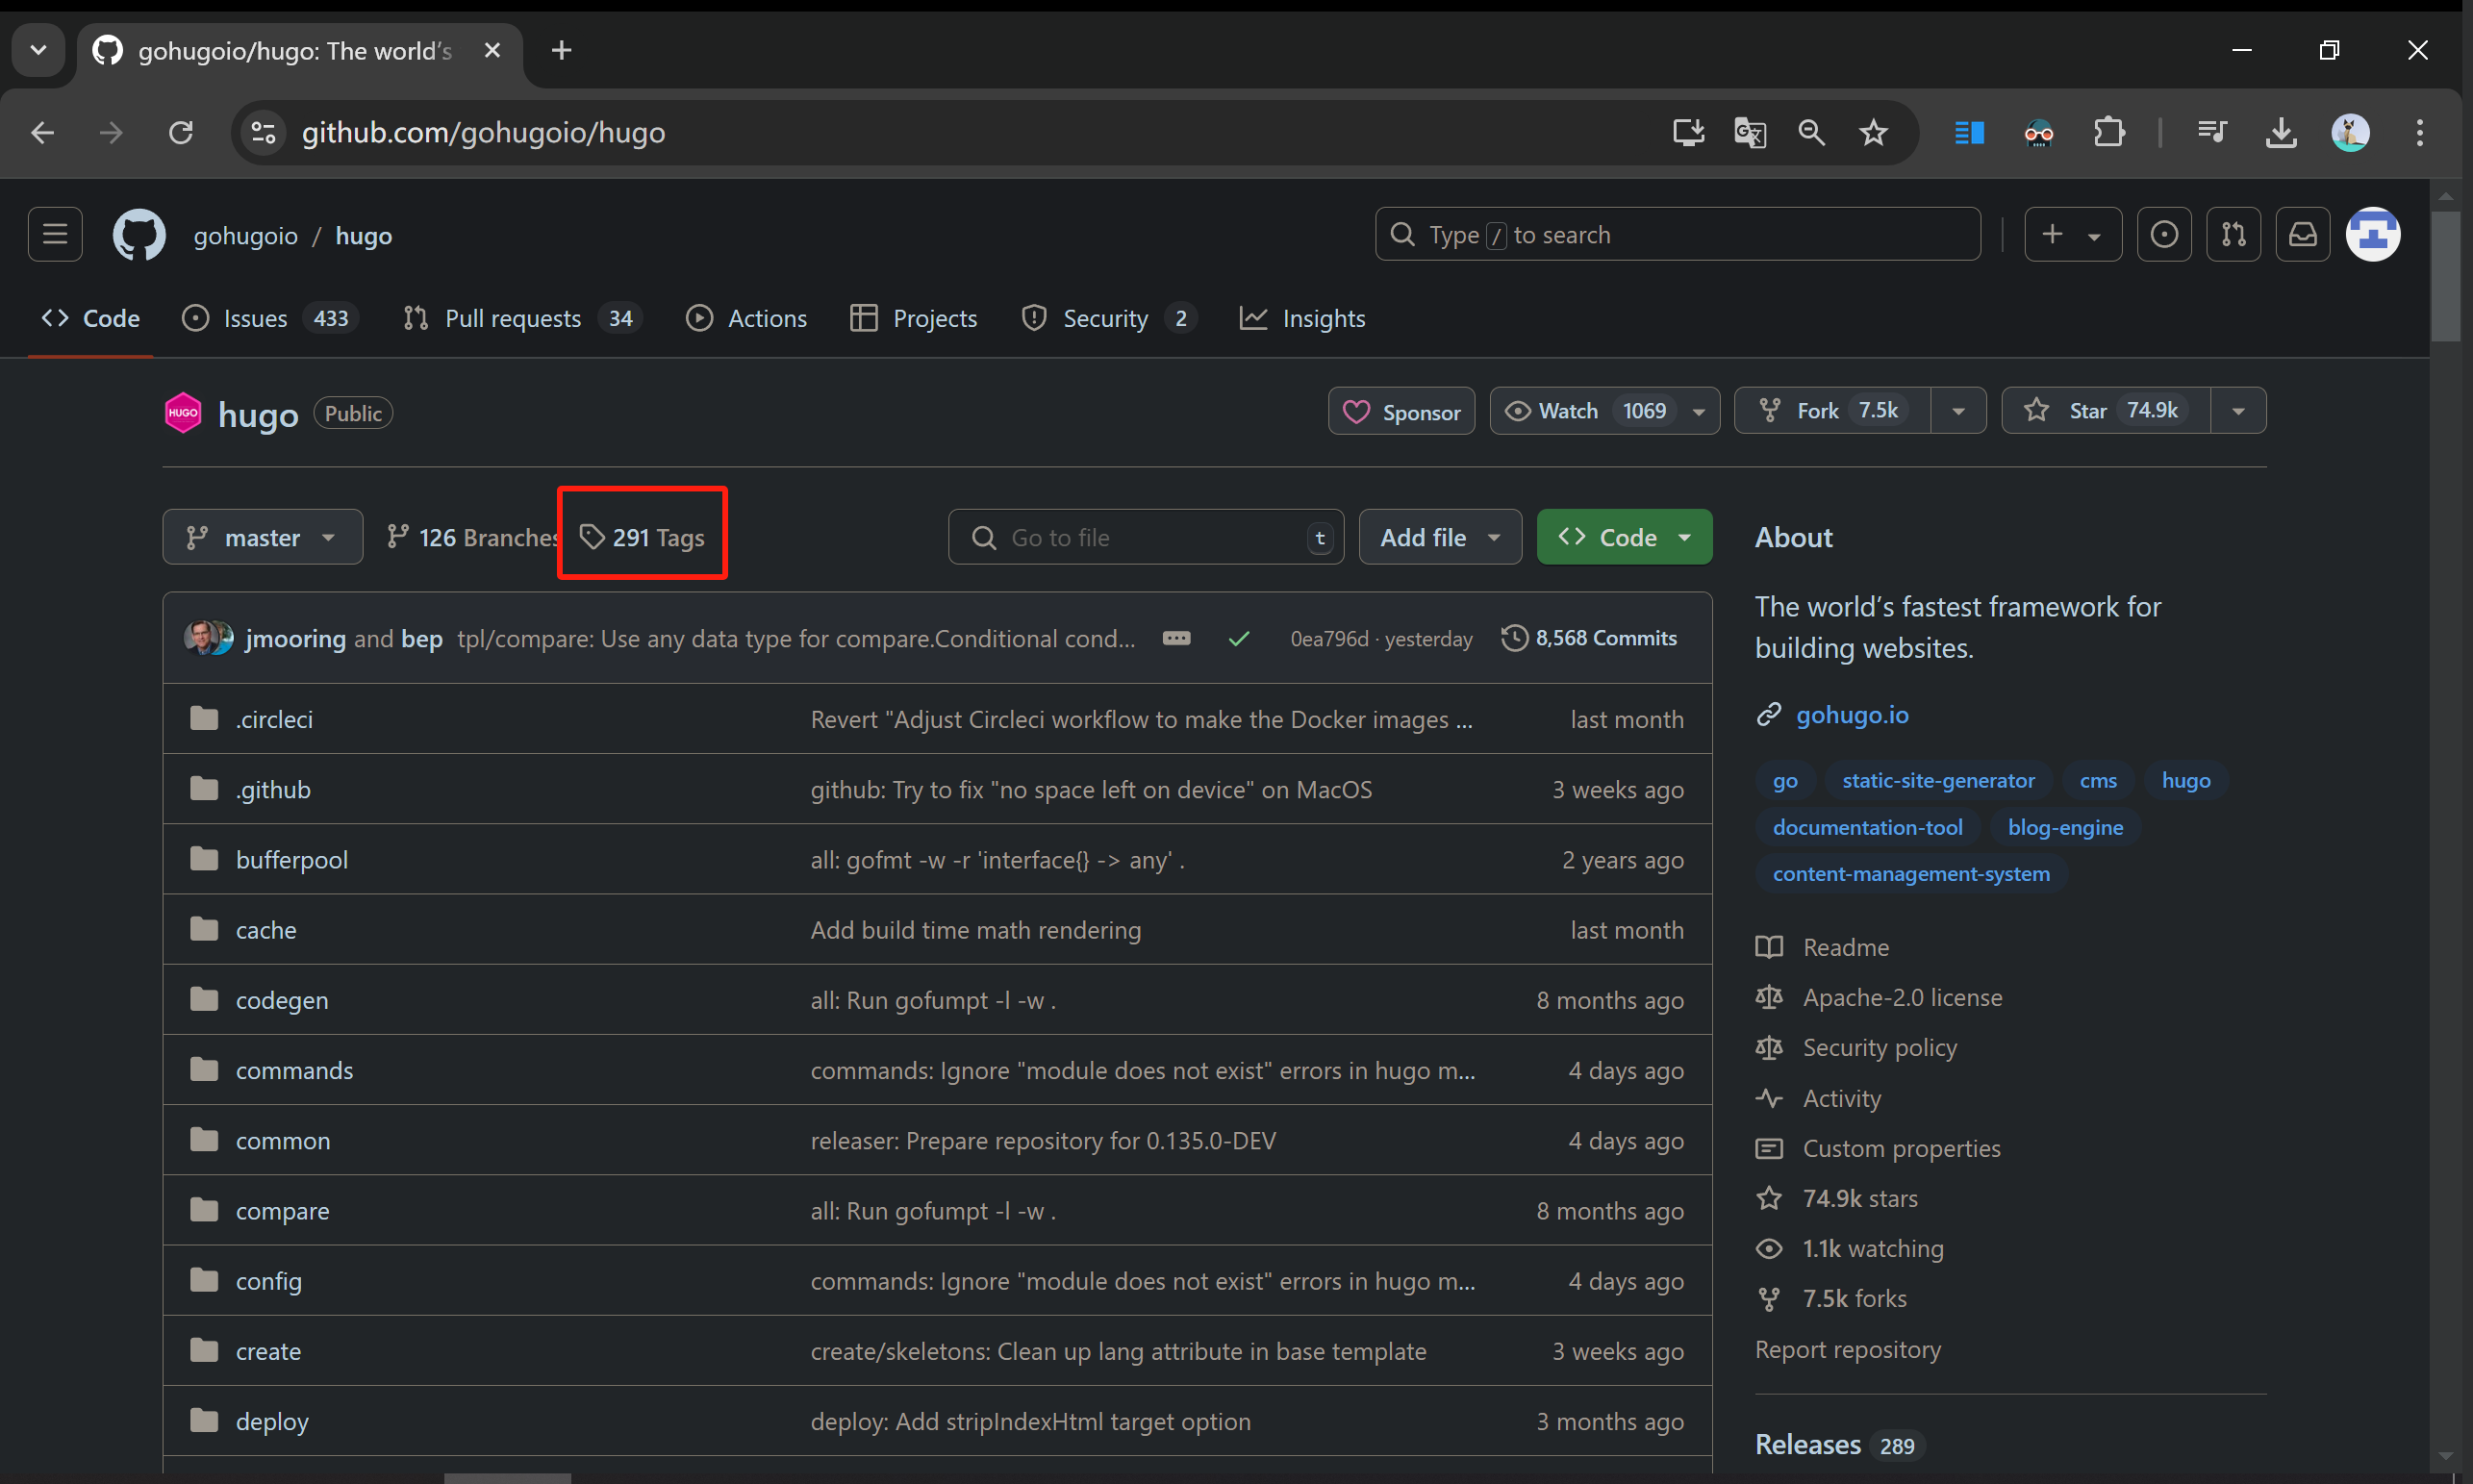 gohugoio/hugo: The world's
github.com/gohugoio/hugo
gohugoio / hugo
Type / to search
Code
Issues 433
Pull requests 34
Actions
Projects
Security 2
Insights
HUGO
hugo Public
Sponsor
Watch 1069
Fork 7.5k
Star 74.9k
master
126 Branches
291 Tags
Go to file t
Add file
Code
jmooring and bep tpl/compare: Use any data type for compare.Conditional cond... 0ea796d · yesterday 8,568 Commits
.circleci Revert "Adjust Circleci workflow to make the Docker images ... last month
.github github: Try to fix "no space left on device" on MacOS 3 weeks ago
bufferpool all: gofmt -w -r 'interface{} -> any' . 2 years ago
cache Add build time math rendering last month
codegen all: Run gofumpt -l -w . 8 months ago
commands commands: Ignore "module does not exist" errors in hugo m... 4 days ago
common releaser: Prepare repository for 0.135.0-DEV 4 days ago
compare all: Run gofumpt -l -w . 8 months ago
config commands: Ignore "module does not exist" errors in hugo m... 4 days ago
create create/skeletons: Clean up lang attribute in base template 3 weeks ago
deploy deploy: Add stripIndexHtml target option 3 months ago
About
The world's fastest framework for
building websites.
gohugo.io
go static-site-generator cms hugo
documentation-tool blog-engine
content-management-system
Readme
Apache-2.0 license
Security policy
Activity
Custom properties
74.9k stars
1.1k watching
7.5k forks
Report repository
Releases 289